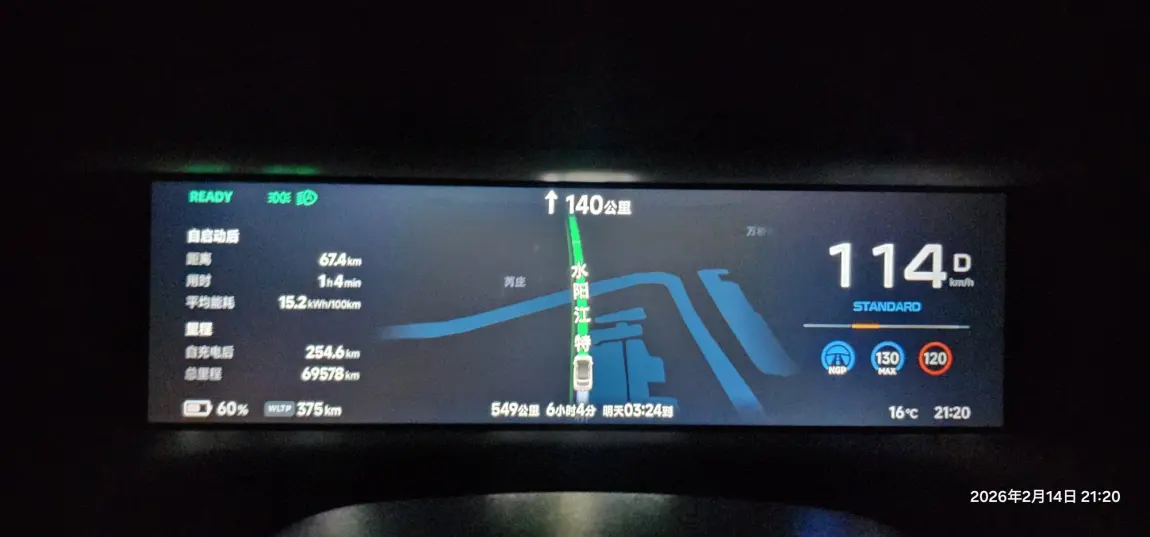 READY
140公里
自启动后
距离 67.4km
用时 1h4min
平均能耗 15.2kWh/100km
里程
自充电后 254.6km
总里程 69578km
60% WLTP 375km
芮庄
水阳江特
549公里 6小时4分 明天03:24到
114 D
km/h
STANDARD
NGP
130
MAX
120
16℃ 21:20
2026年2月14日 21:20